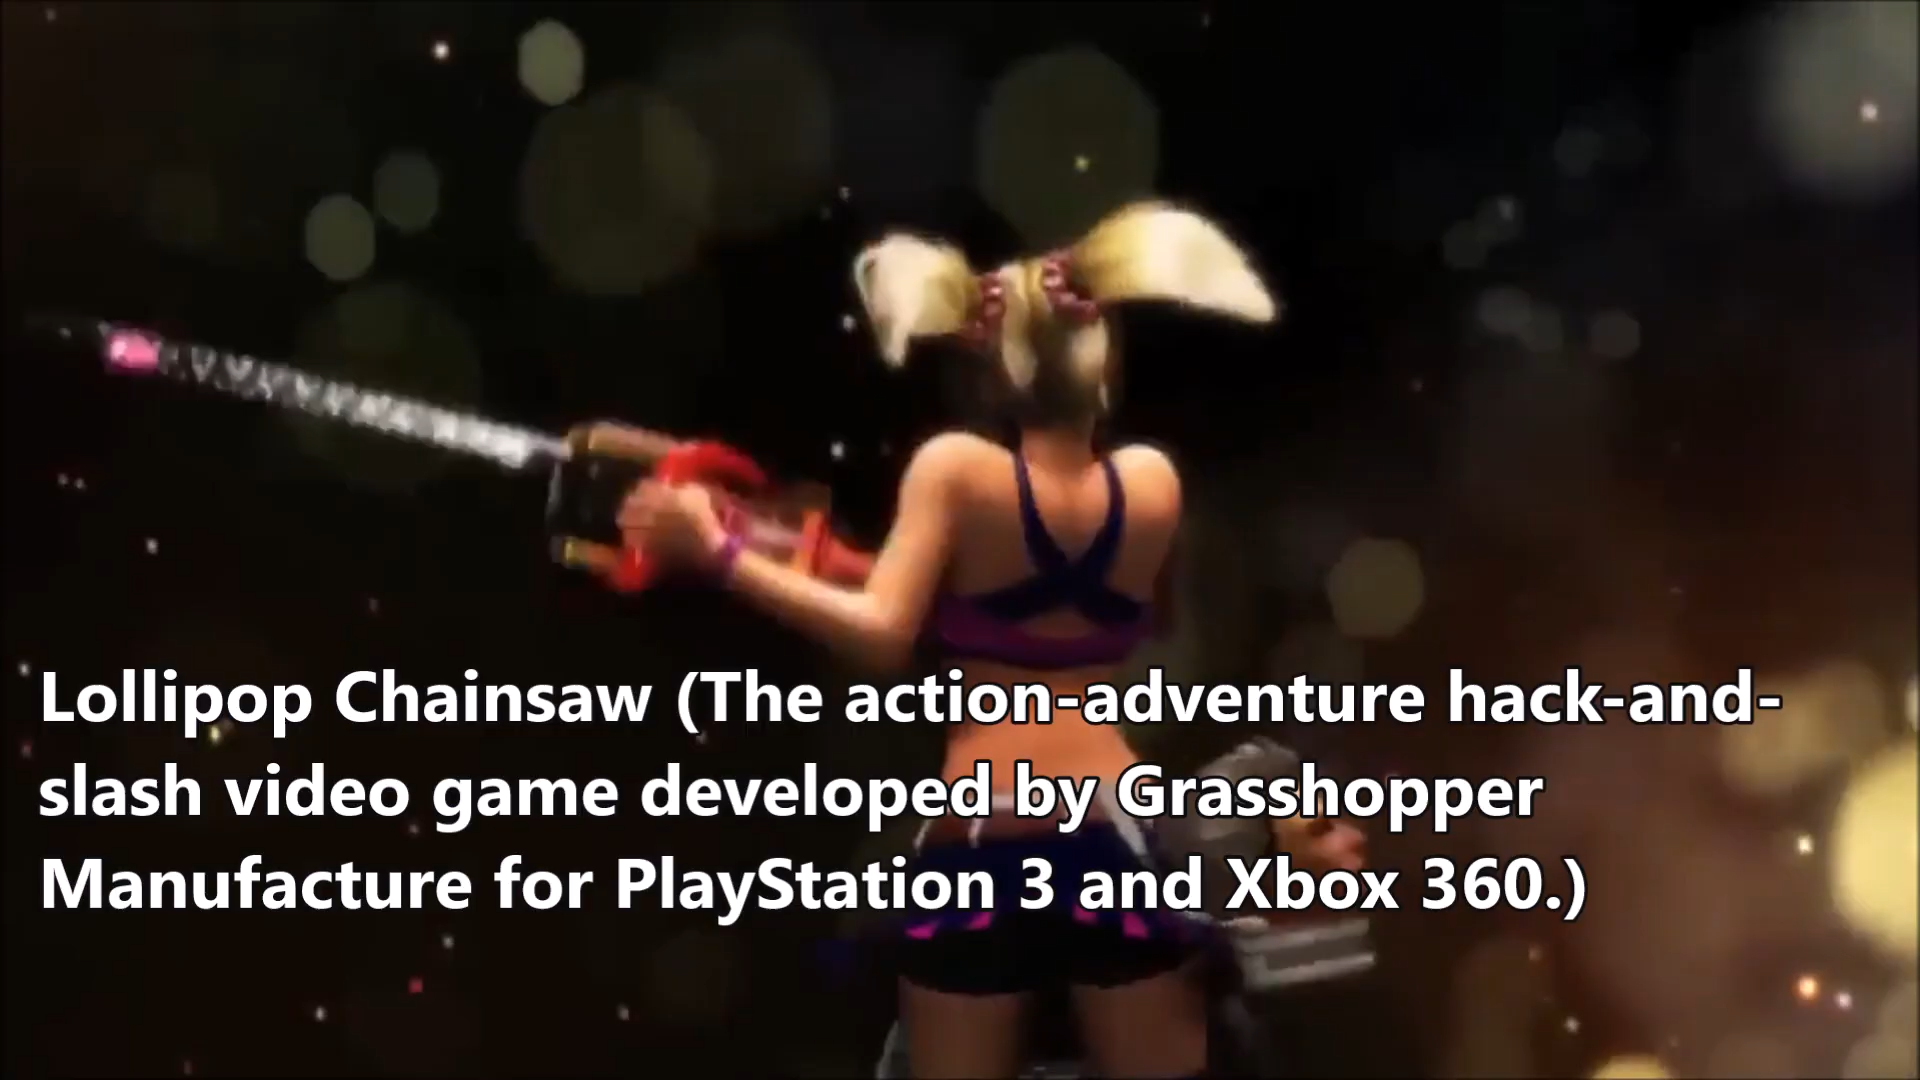 Lollipop Chainsaw (The action-adventure hack-and-
slash video game developed by Grasshopper
Manufacture for PlayStation 3 and Xbox 360.)